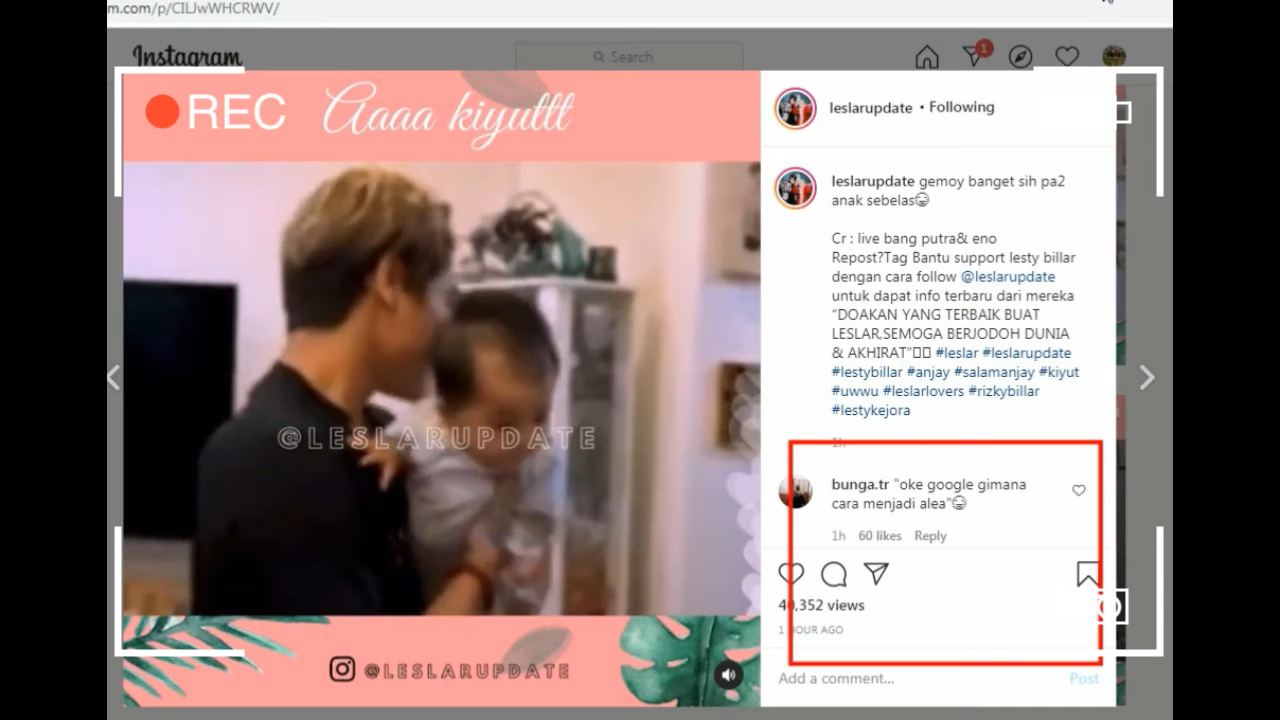 m.com/p/CILJwWHCRWV/
Instagram
Search
1
REC
Aaaa kiyuttt
leslarupdate • Following
leslarupdate gemoy banget sih pa2
anak sebelas
Cr : live bang putra& eno
Repost?Tag Bantu support lesty billar
dengan cara follow @leslarupdate
untuk dapat info terbaru dari mereka
"DOAKAN YANG TERBAIK BUAT
LESLAR,SEMOGA BERJODOH DUNIA
& AKHIRAT" #leslar #leslarupdate
#lestybillar #anjay #salamanjay #kiyut
#uwwu #leslarlovers #rizkybillar
#lestykejora
1h
@LESLARUPDATE
bunga.tr "oke google gimana
cara menjadi alea"
1h 60 likes Reply
40,352 views
1 HOUR AGO
@LESLARUPDATE
Add a comment... Post